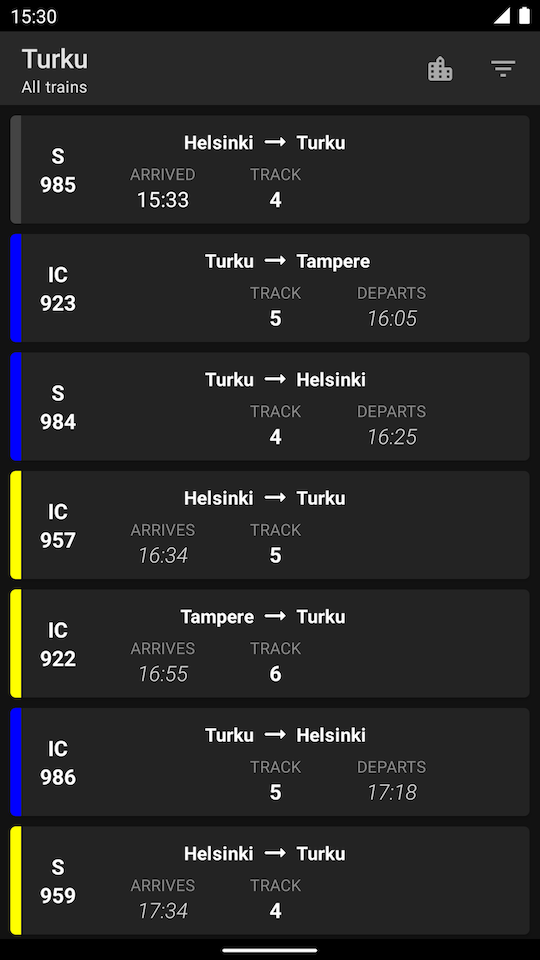 15:30
Turku
All trains
S
985
Helsinki → Turku
ARRIVED TRACK
15:33 4
IC
923
Turku → Tampere
TRACK DEPARTS
5 16:05
S
984
Turku → Helsinki
TRACK DEPARTS
4 16:25
IC
957
Helsinki → Turku
ARRIVES TRACK
16:34 5
IC
922
Tampere → Turku
ARRIVES TRACK
16:55 6
IC
986
Turku → Helsinki
TRACK DEPARTS
5 17:18
S
959
Helsinki → Turku
ARRIVES TRACK
17:34 4